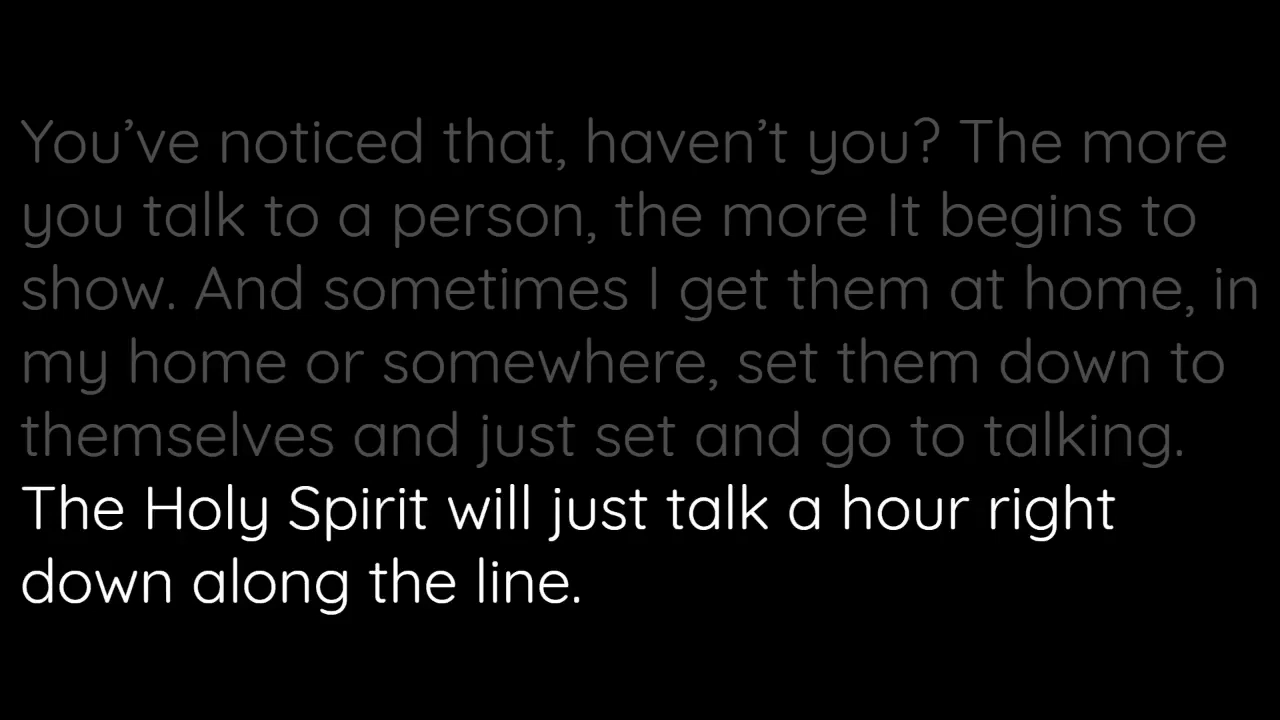 You’ve noticed that, haven’t you? The more
you talk to a person, the more It begins to
show. And sometimes I get them at home, in
my home or somewhere, set them down to
themselves and just set and go to talking.
The Holy Spirit will just talk a hour right
down along the line.